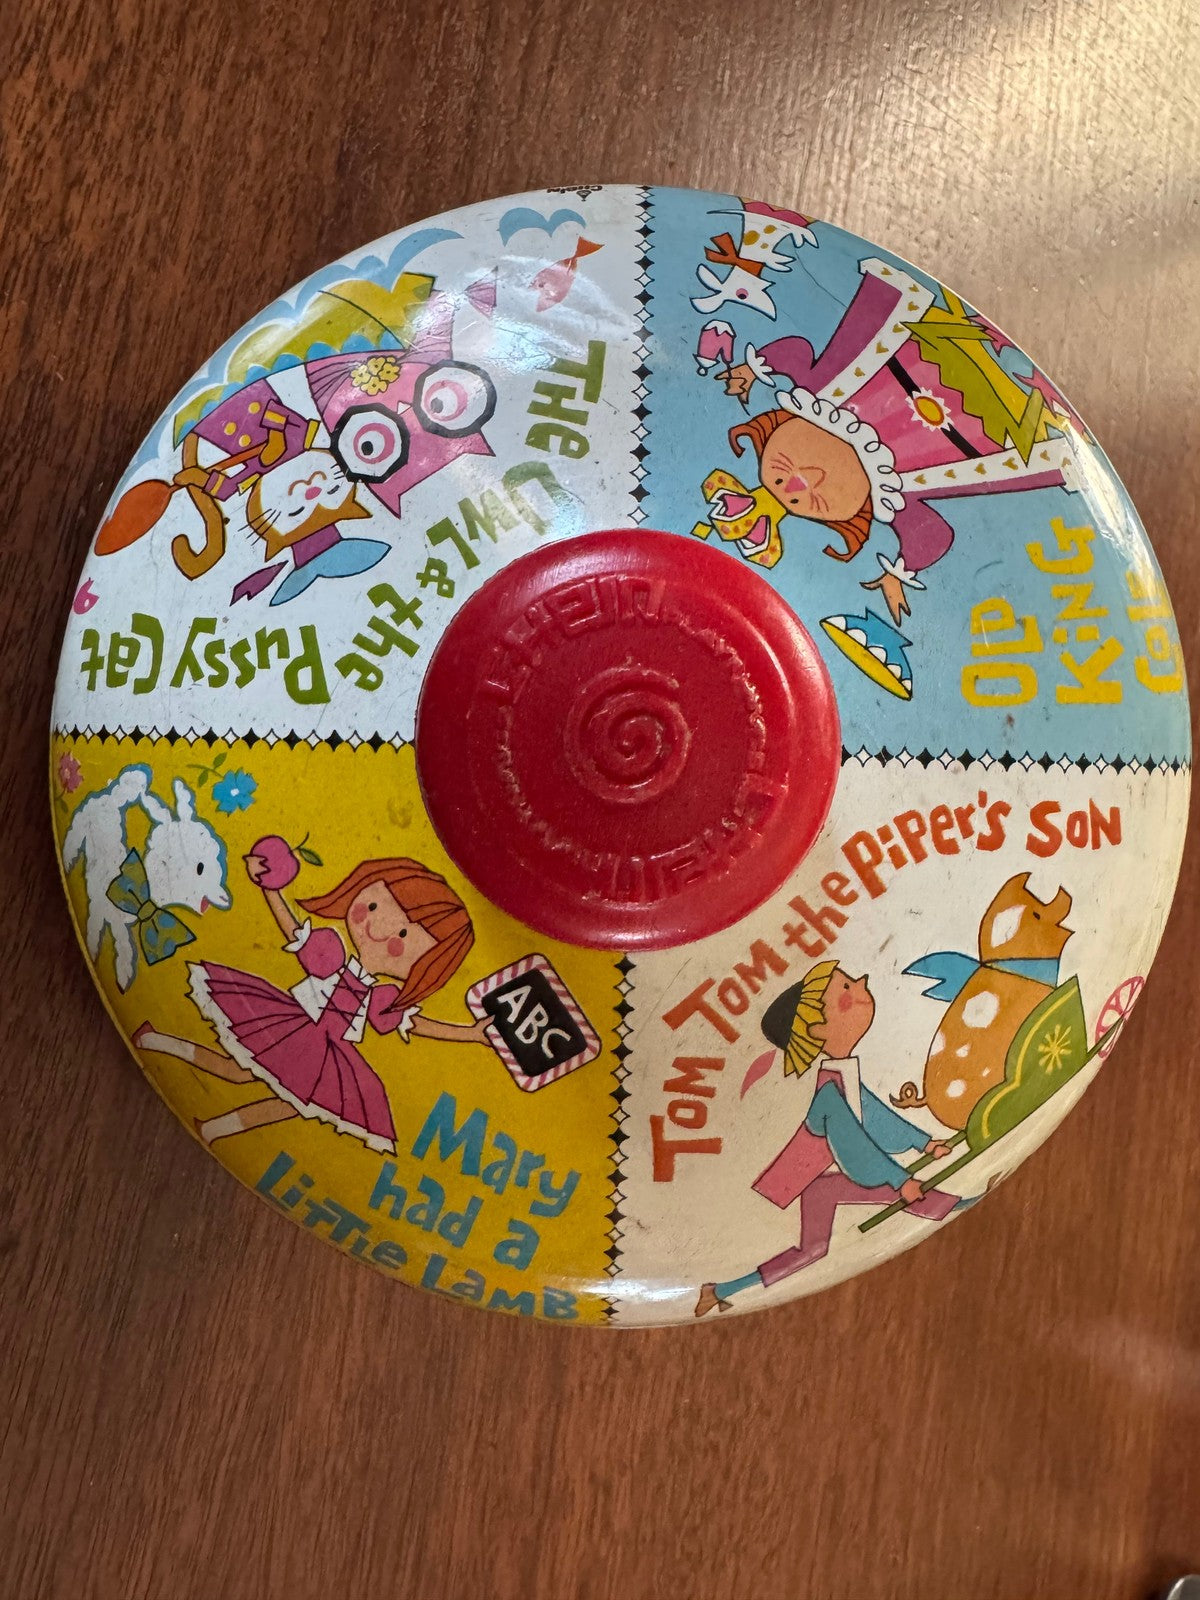 THE
OWL & the
Pussy Cat
OLD
KiNG
Cole
TOM TOM the PiPer's SON
Mary
had a
LiTTLe LaMB
ABC